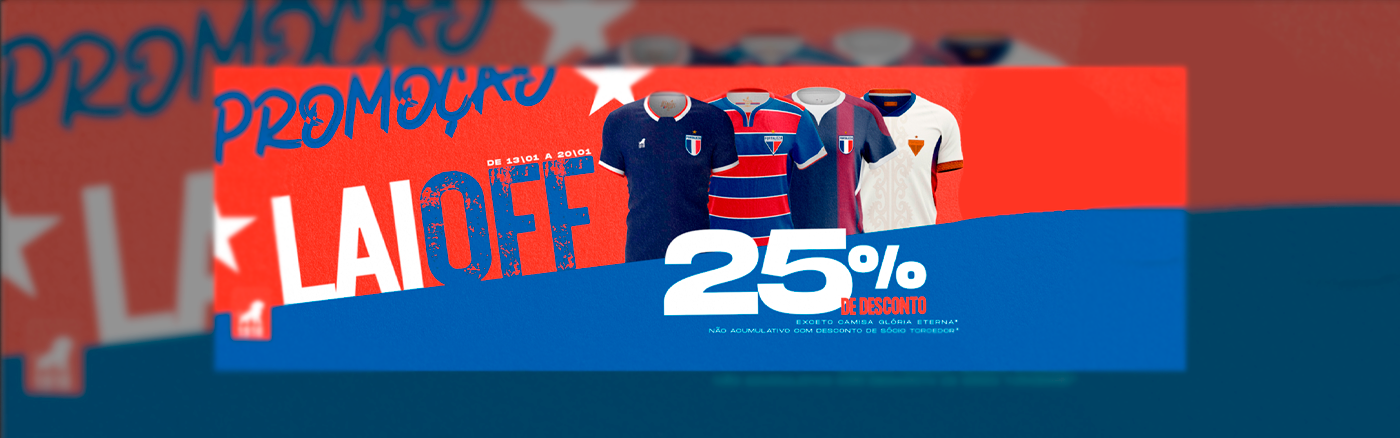 PROMOÇÃO
DE 13\01 A 20\01
LAIOFF
25%
DE DESCONTO
EXCETO CAMISA GLÓRIA ETERNA*
NÃO ACUMULATIVO COM DESCONTO DE SÓCIO TORCEDOR*